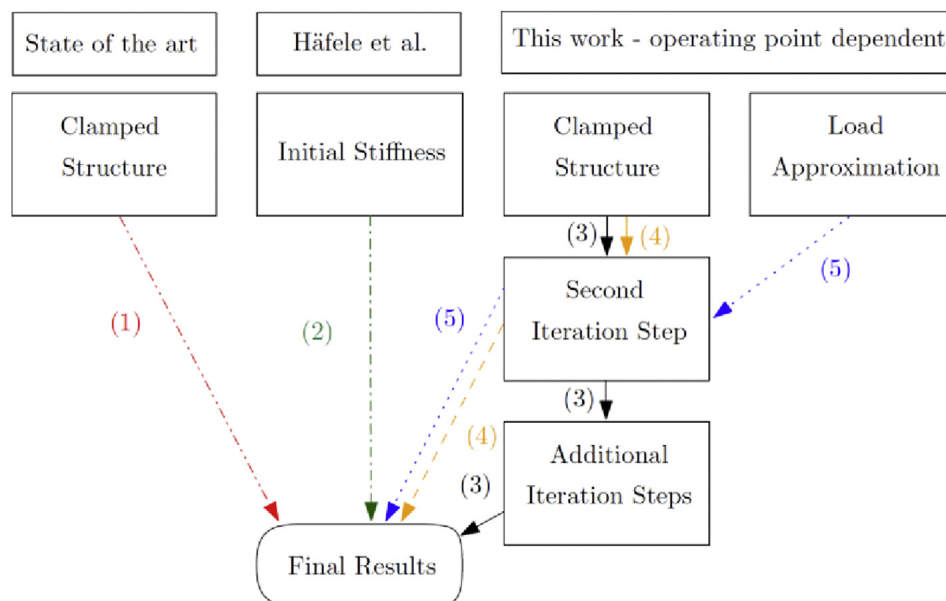 State of the art
Häfele et al.
This work - operating point dependent
Clamped
Structure
Initial Stiffness
Clamped
Structure
Load
Approximation
(3)
(4)
(5)
Second
Iteration Step
(1)
(2)
(5)
(4)
(3)
Additional
Iteration Steps
(3)
Final Results